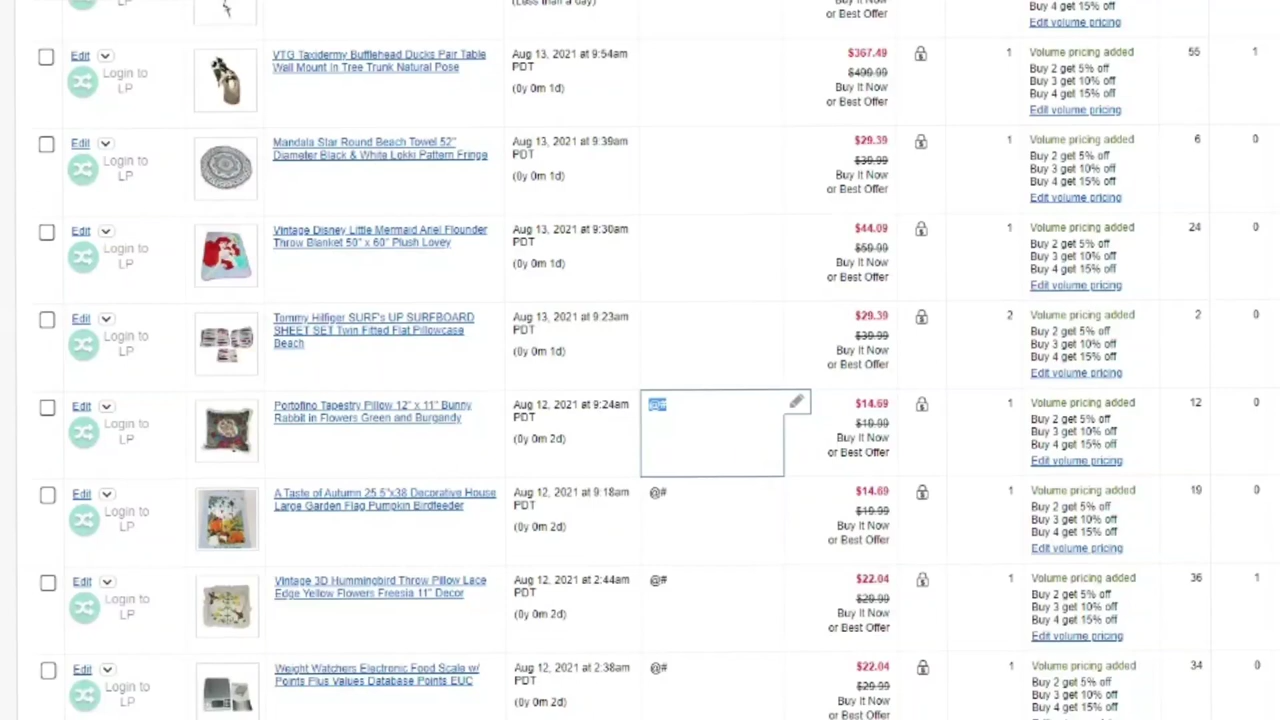 (Less than a day)
or Best Offer
Buy 4 get 15% off
Edit volume pricing
Edit
Login to
LP
VTG Taxidermy Bufflehead Ducks Pair Table
Wall Mount In Tree Trunk Natural Pose
Aug 13, 2021 at 9:54am
PDT
(0y 0m 1d)
$367.49
$499.99
Buy It Now
or Best Offer
1
Volume pricing added
Buy 2 get 5% off
Buy 3 get 10% off
Buy 4 get 15% off
Edit volume pricing
55
1
Edit
Login to
LP
Mandala Star Round Beach Towel 52"
Diameter Black & White Lokki Pattern Fringe
Aug 13, 2021 at 9:39am
PDT
(0y 0m 1d)
$29.39
$39.99
Buy It Now
or Best Offer
1
Volume pricing added
Buy 2 get 5% off
Buy 3 get 10% off
Buy 4 get 15% off
Edit volume pricing
6
0
Edit
Login to
LP
Vintage Disney Little Mermaid Ariel Flounder
Throw Blanket 50" x 60" Plush Lovey
Aug 13, 2021 at 9:30am
PDT
(0y 0m 1d)
$44.09
$59.99
Buy It Now
or Best Offer
1
Volume pricing added
Buy 2 get 5% off
Buy 3 get 10% off
Buy 4 get 15% off
Edit volume pricing
24
0
Edit
Login to
LP
Tommy Hilfiger SURF's UP SURFBOARD
SHEET SET Twin Fitted Flat Pillowcase
Beach
Aug 13, 2021 at 9:23am
PDT
(0y 0m 1d)
$29.39
$39.99
Buy It Now
or Best Offer
2
Volume pricing added
Buy 2 get 5% off
Buy 3 get 10% off
Buy 4 get 15% off
Edit volume pricing
2
0
Edit
Login to
LP
Portofino Tapestry Pillow 12" x 11" Bunny
Rabbit in Flowers Green and Burgandy
Aug 12, 2021 at 9:24am
PDT
(0y 0m 2d)
@#
$14.69
$19.99
Buy It Now
or Best Offer
1
Volume pricing added
Buy 2 get 5% off
Buy 3 get 10% off
Buy 4 get 15% off
Edit volume pricing
12
0
Edit
Login to
LP
A Taste of Autumn 25.5"x38 Decorative House
Large Garden Flag Pumpkin Birdfeeder
Aug 12, 2021 at 9:18am
PDT
(0y 0m 2d)
@#
$14.69
$19.99
Buy It Now
or Best Offer
1
Volume pricing added
Buy 2 get 5% off
Buy 3 get 10% off
Buy 4 get 15% off
Edit volume pricing
19
0
Edit
Login to
LP
Vintage 3D Hummingbird Throw Pillow Lace
Edge Yellow Flowers Freesia 11" Decor
Aug 12, 2021 at 2:44am
PDT
(0y 0m 2d)
@#
$22.04
$29.99
Buy It Now
or Best Offer
1
Volume pricing added
Buy 2 get 5% off
Buy 3 get 10% off
Buy 4 get 15% off
Edit volume pricing
36
1
Edit
Login to
LP
Weight Watchers Electronic Food Scale w/
Points Plus Values Database Points EUC
Aug 12, 2021 at 2:38am
PDT
(0y 0m 2d)
@#
$22.04
$29.99
Buy It Now
or Best Offer
1
Volume pricing added
Buy 2 get 5% off
Buy 3 get 10% off
Buy 4 get 15% off
34
0